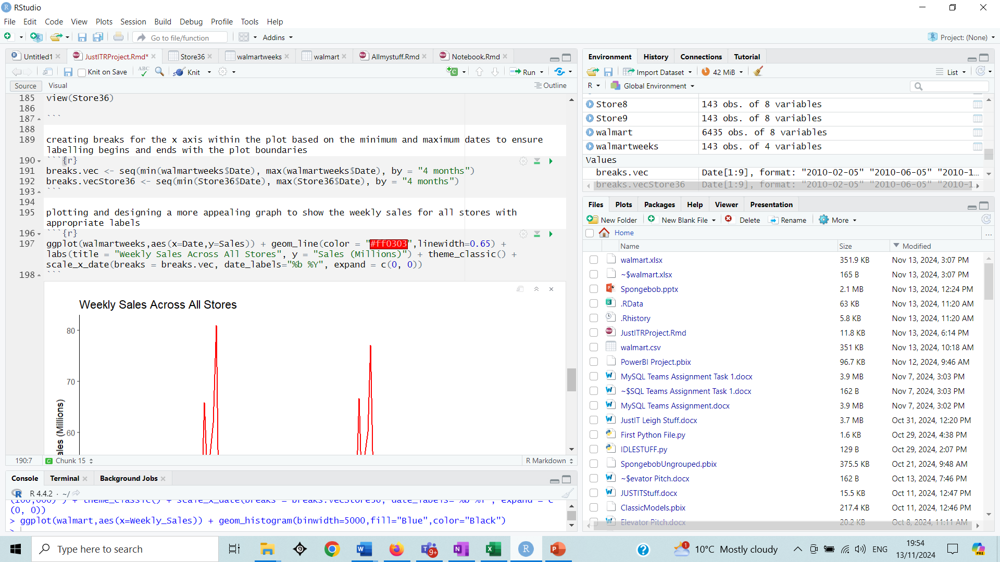 RStudio
File Edit Code View Plots Session Build Debug Profile Tools Help
Go to file/function Addins Project: (None)
Untitled1 JustITRProject.Rmd* Store36 walmartweeks walmart Allmystuff.Rmd Notebook.Rmd
Knit on Save ABC Knit Run
Source Visual Outline
185 view(Store36)
186
187 ```
188
189 creating breaks for the x axis within the plot based on the minimum and maximum dates to ensure
labelling begins and ends with the plot boundaries
190 ```{r}
191 breaks.vec <- seq(min(walmartweeks$Date), max(walmartweeks$Date), by = "4 months")
192 breaks.vecStore36 <- seq(min(Store36$Date), max(Store36$Date), by = "4 months")
193 ```
194
195 plotting and designing a more appealing graph to show the weekly sales for all stores with
appropriate labels
196 ```{r}
197 ggplot(walmartweeks,aes(x=Date,y=Sales)) + geom_line(color = "#ff0303",linewidth=0.65) +
labs(title = "Weekly Sales Across All Stores", y = "Sales (Millions)") + theme_classic() +
scale_x_date(breaks = breaks.vec, date_labels="%b %Y", expand = c(0, 0))
198 ```
Weekly Sales Across All Stores
80
70
60
ales (Millions)
190:7 Chunk 15 R Markdown
Console Terminal Background Jobs
R 4.4.2 · ~/
(100,000)") + theme_classic() + scale_x_date(breaks = breaks.vecStore36, date_labels="%b %Y", expand = c
(0, 0))
> ggplot(walmart,aes(x=Weekly_Sales)) + geom_histogram(binwidth=5000,fill="Blue",color="Black")
>
Environment History Connections Tutorial
Import Dataset 42 MiB List
R Global Environment
Store8 143 obs. of 8 variables
Store9 143 obs. of 8 variables
walmart 6435 obs. of 8 variables
walmartweeks 143 obs. of 4 variables
Values
breaks.vec Date[1:9], format: "2010-02-05" "2010-06-05" "2010-1…
breaks.vecStore36 Date[1:9], format: "2010-02-05" "2010-06-05" "2010-1…
Files Plots Packages Help Viewer Presentation
New Folder New Blank File Delete Rename More
Home ...
Name Size Modified
walmart.xlsx 351.9 KB Nov 13, 2024, 3:07 PM
~$walmart.xlsx 165 B Nov 13, 2024, 3:07 PM
Spongebob.pptx 2.1 MB Nov 13, 2024, 12:24 PM
.RData 63 KB Nov 13, 2024, 11:20 AM
.Rhistory 5.8 KB Nov 13, 2024, 11:20 AM
JustITRProject.Rmd 11.8 KB Nov 13, 2024, 6:14 PM
walmart.csv 351 KB Nov 13, 2024, 10:18 AM
PowerBI Project.pbix 96.7 KB Nov 12, 2024, 9:46 AM
MySQL Teams Assignment Task 1.docx 3.9 MB Nov 7, 2024, 3:03 PM
~$SQL Teams Assignment Task 1.docx 162 B Nov 7, 2024, 3:03 PM
MySQL Teams Assignment.docx 3.9 MB Nov 7, 2024, 3:02 PM
JustIT Leigh Stuff.docx 3.7 MB Oct 31, 2024, 12:20 PM
First Python File.py 1.6 KB Oct 29, 2024, 4:38 PM
IDLESTUFF.py 129 B Oct 29, 2024, 2:07 PM
SpongebobUngrouped.pbix 375.5 KB Oct 21, 2024, 9:48 AM
~$evator Pitch.docx 162 B Oct 13, 2024, 7:46 PM
JUSTITStuff.docx 15.5 KB Oct 11, 2024, 12:47 PM
ClassicModels.pbix 217.4 KB Oct 11, 2024, 12:46 PM
Elevator Pitch.docx 20.2 KB Oct 8, 2024, 11:11 AM
Type here to search 9+ 1 10°C Mostly cloudy ENG 19:54
13/11/2024 PRE